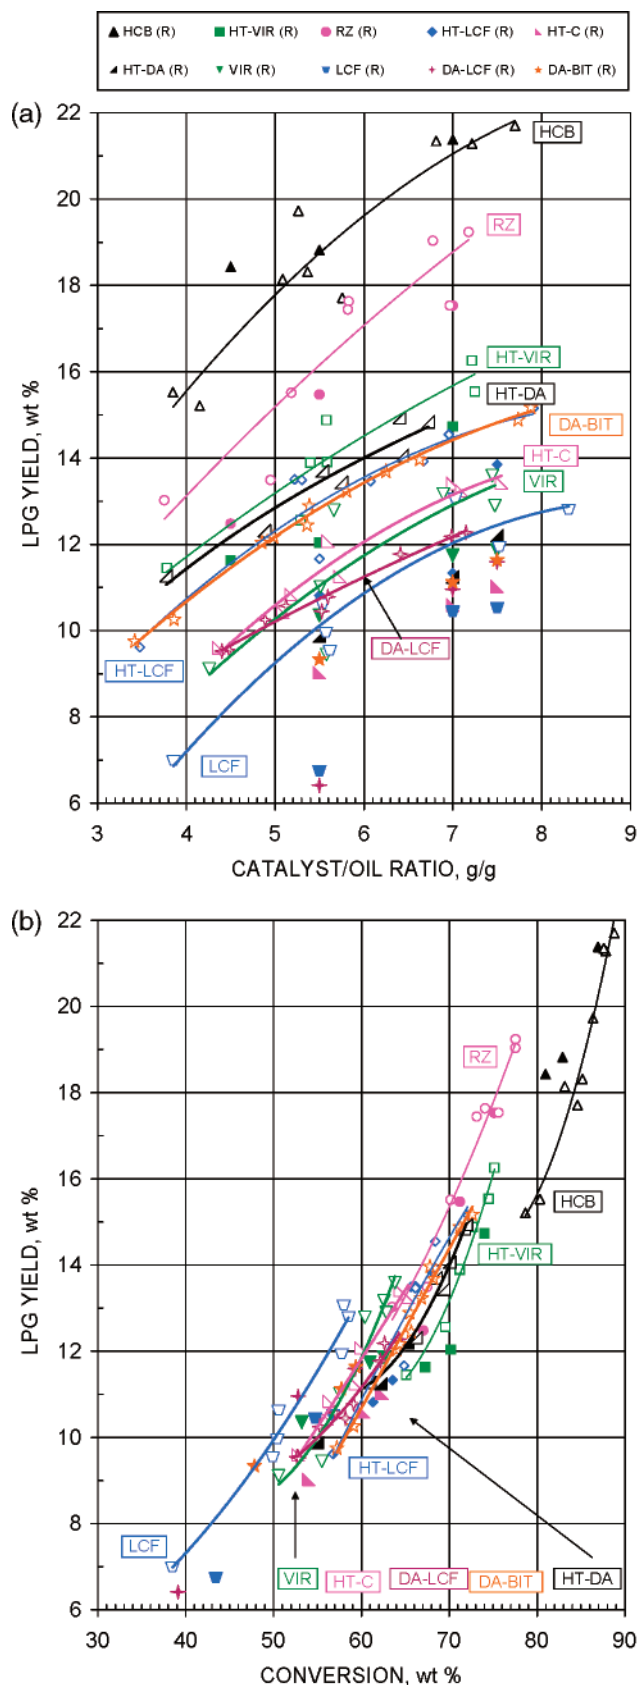 HCB (R) HT-VIR (R) RZ (R) HT-LCF (R) HT-C (R)
HT-DA (R) VIR (R) LCF (R) DA-LCF (R) DA-BIT (R)
(a)
22
20
18
16
14
12
10
8
6
LPG YIELD, wt %
HCB
RZ
HT-VIR
HT-DA
DA-BIT
HT-C
VIR
DA-LCF
HT-LCF
LCF
3 4 5 6 7 8 9
CATALYST/OIL RATIO, g/g
(b)
22
20
18
16
14
12
10
8
6
LPG YIELD, wt %
RZ
HCB
HT-VIR
HT-LCF
LCF
VIR HT-C DA-LCF DA-BIT HT-DA
30 40 50 60 70 80 90
CONVERSION, wt %